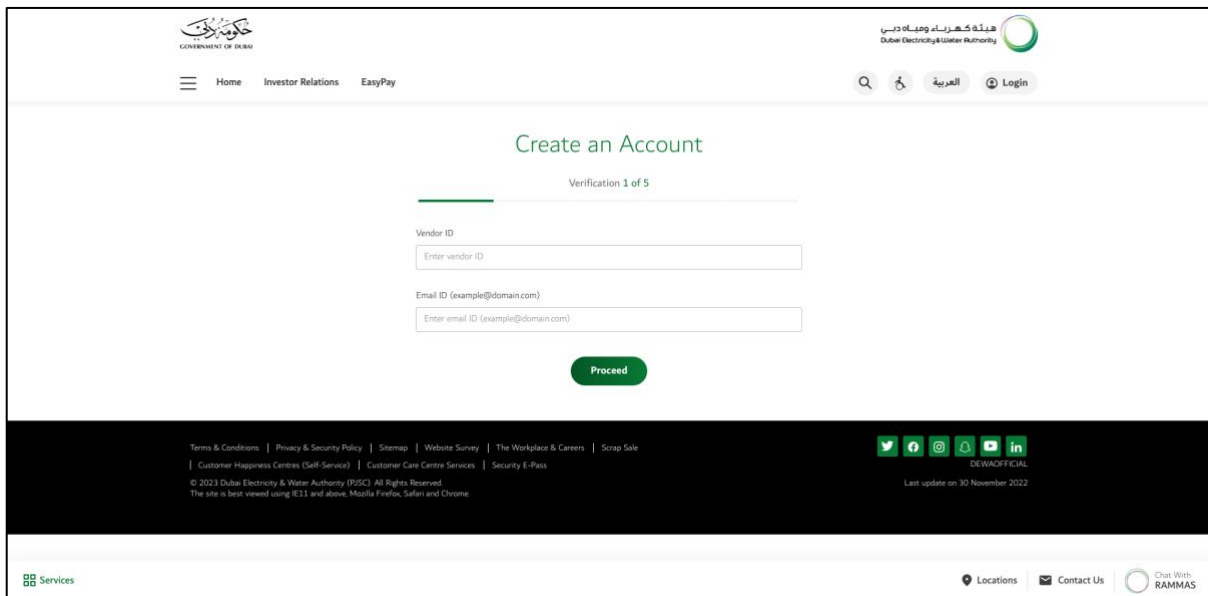 حكومة دبي
GOVERNMENT OF DUBAI
هيئة كهرباء ومياه دبي
Dubai Electricity & Water Authority
Home Investor Relations EasyPay
العربية Login
Create an Account
Verification 1 of 5
Vendor ID
Enter vendor ID
Email ID (example@domain.com)
Enter email ID (example@domain.com)
Proceed
Terms & Conditions | Privacy & Security Policy | Sitemap | Website Survey | The Workplace & Careers | Scrap Sale
| Customer Happiness Centres (Self-Service) | Customer Care Centre Services | Security E-Pass
DEWAOFFICIAL
© 2023 Dubai Electricity & Water Authority (PJSC). All Rights Reserved.
The site is best viewed using IE11 and above, Mozilla Firefox, Safari and Chrome.
Last update on 30 November 2022
Services
Locations
Contact Us
Chat With
RAMMAS